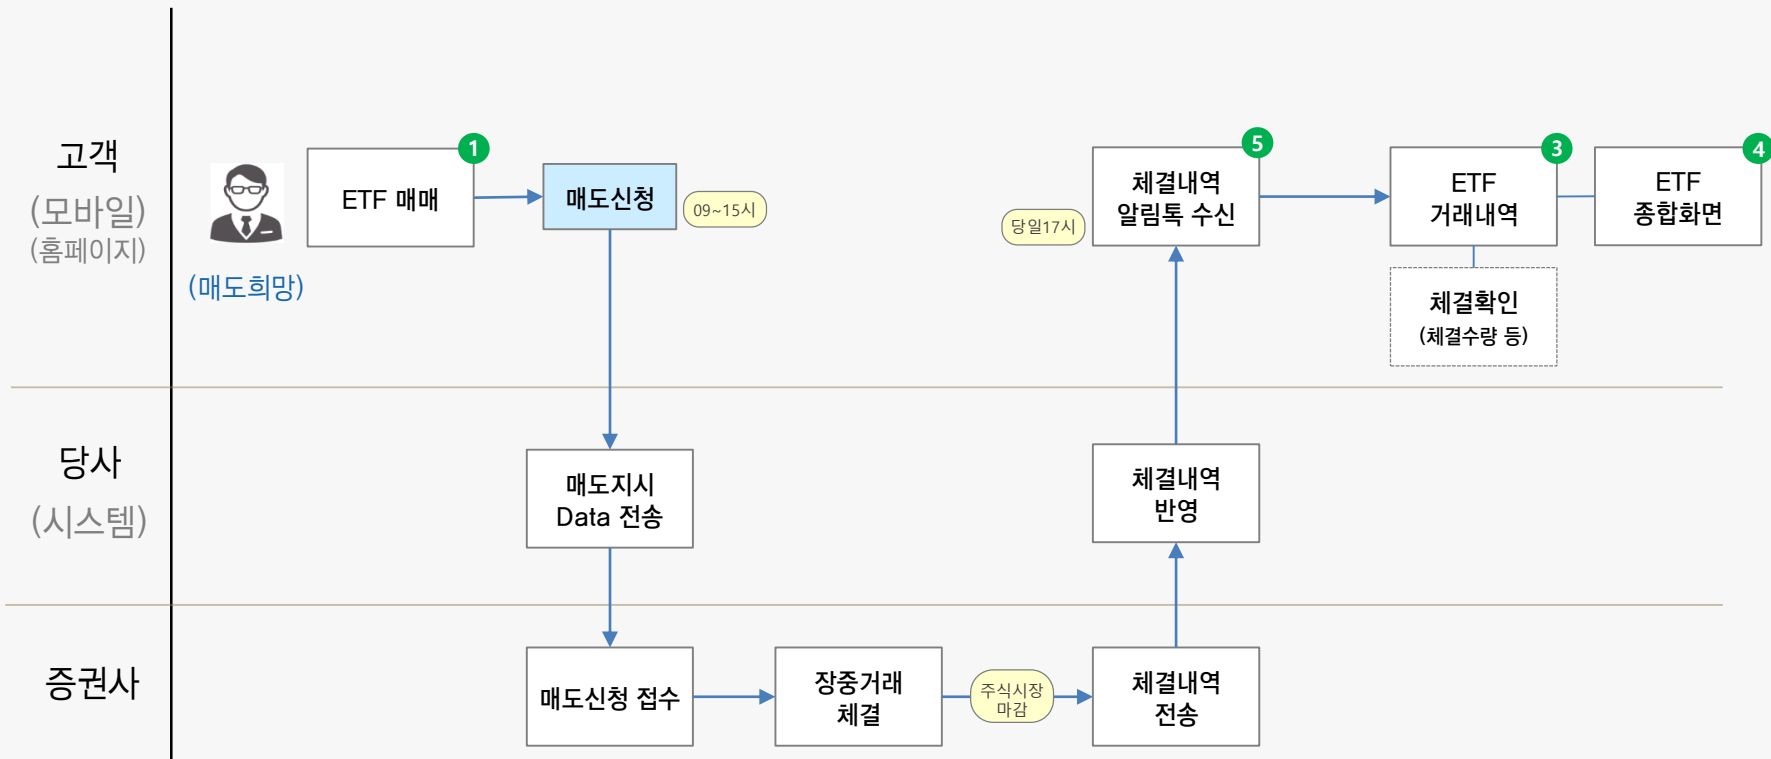 고객
(모바일)
(홈페이지)
(매도희망)
ETF 매매
1
매도신청
09~15시
당일17시
체결내역
알림톡 수신
5
ETF
거래내역
3
ETF
종합화면
4
체결확인
(체결수량 등)
당사
(시스템)
매도지시
Data 전송
체결내역
반영
증권사
매도신청 접수
장중거래
체결
주식시장
마감
체결내역
전송